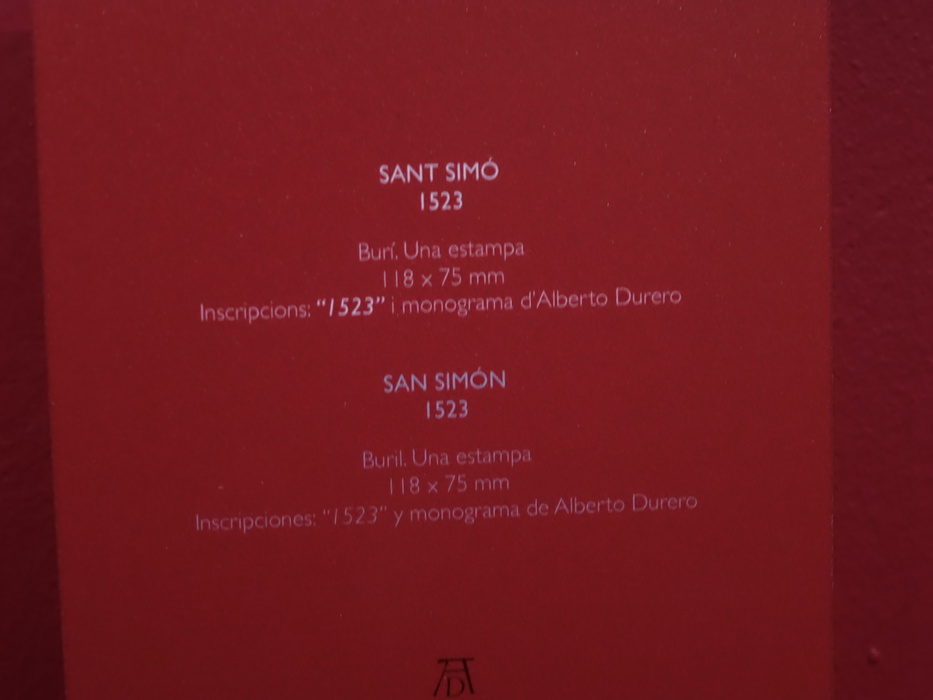 SANT SIMÓ
1523
Burí. Una estampa
118 x 75 mm
Inscripcions: “1523” i monograma d’Alberto Durero
SAN SIMÓN
1523
Buril. Una estampa
118 x 75 mm
Inscripciones: “1523” y monograma de Alberto Durero
AD